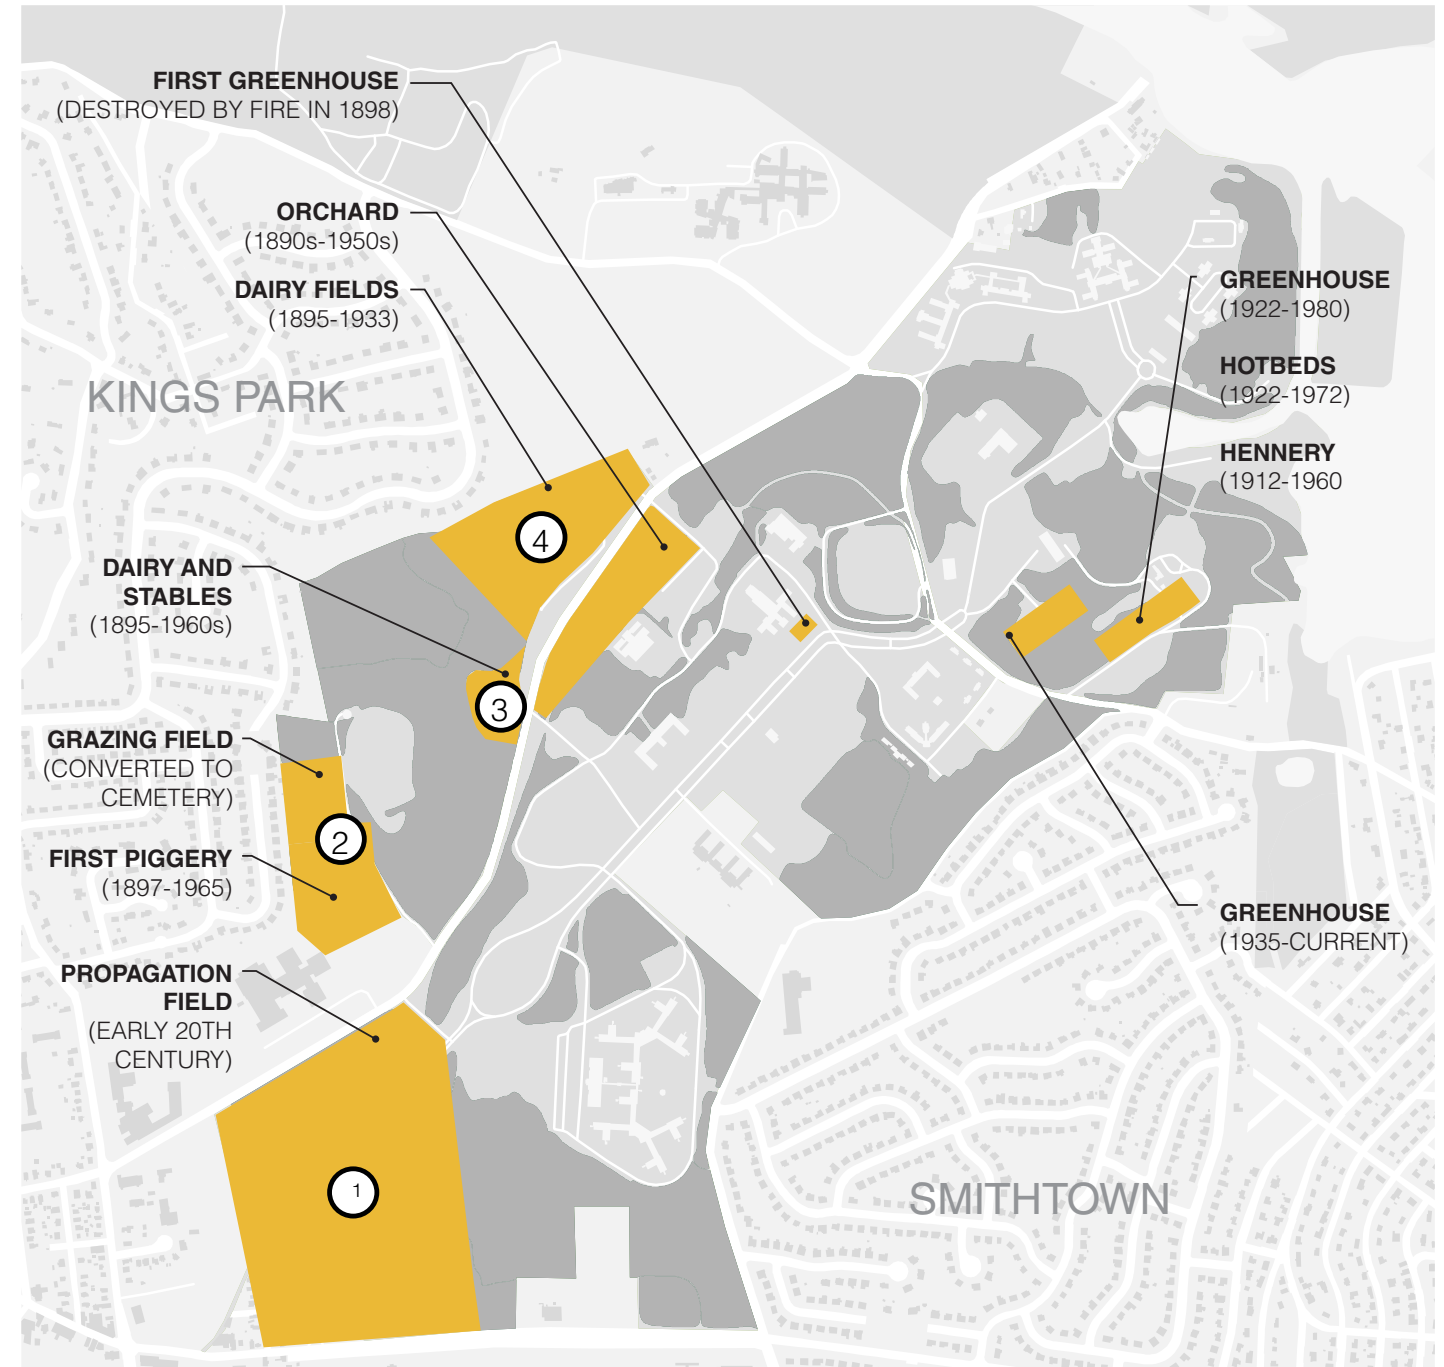 FIRST GREENHOUSE
(DESTROYED BY FIRE IN 1898)
ORCHARD
(1890s-1950s)
DAIRY FIELDS
(1895-1933)
KINGS PARK
GREENHOUSE
(1922-1980)
HOTBEDS
(1922-1972)
HENNERY
(1912-1960
4
DAIRY AND
STABLES
(1895-1960s)
3
GRAZING FIELD
(CONVERTED TO
CEMETERY)
2
FIRST PIGGERY
(1897-1965)
GREENHOUSE
(1935-CURRENT)
PROPAGATION
FIELD
(EARLY 20TH
CENTURY)
1
SMITHTOWN